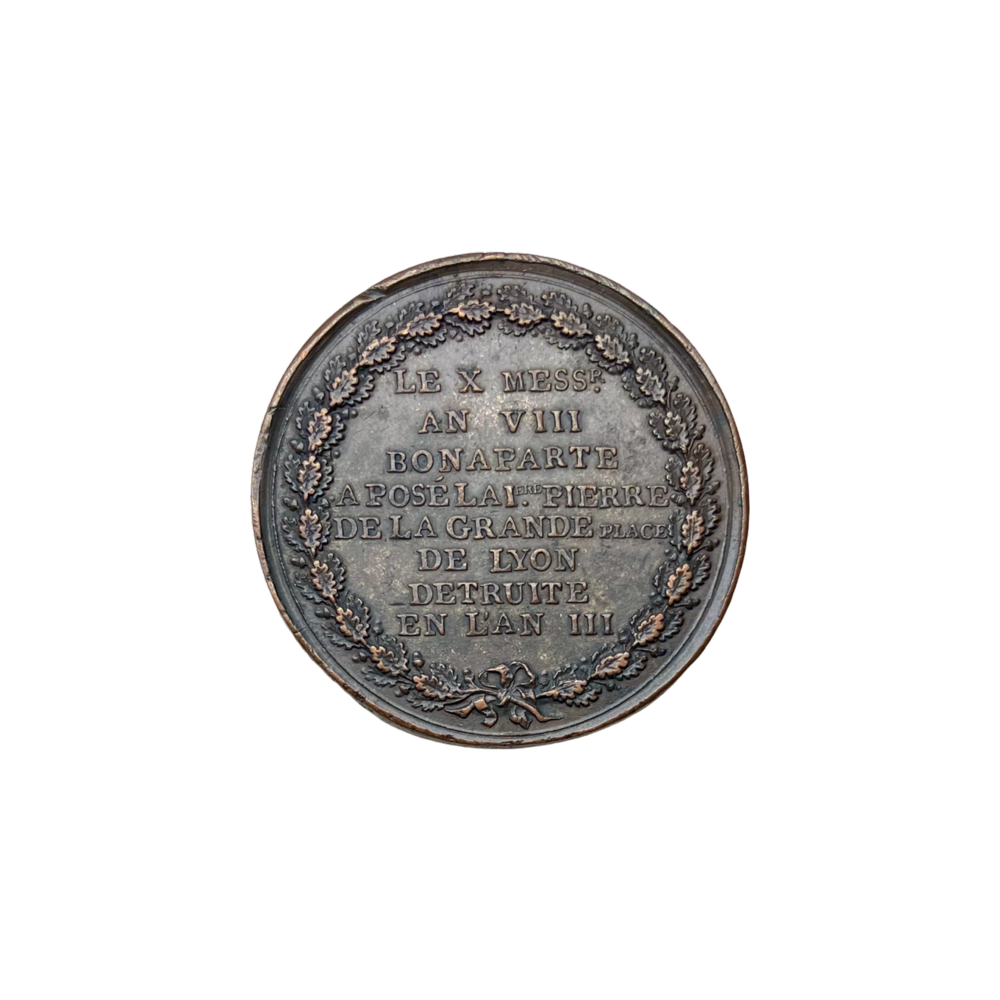 LE X MESSR.
AN VIII
BONAPARTE
A POSÉ LA IERE. PIERRE
DE LA GRANDE PLACE
DE LYON
DETRUITE
EN L'AN III